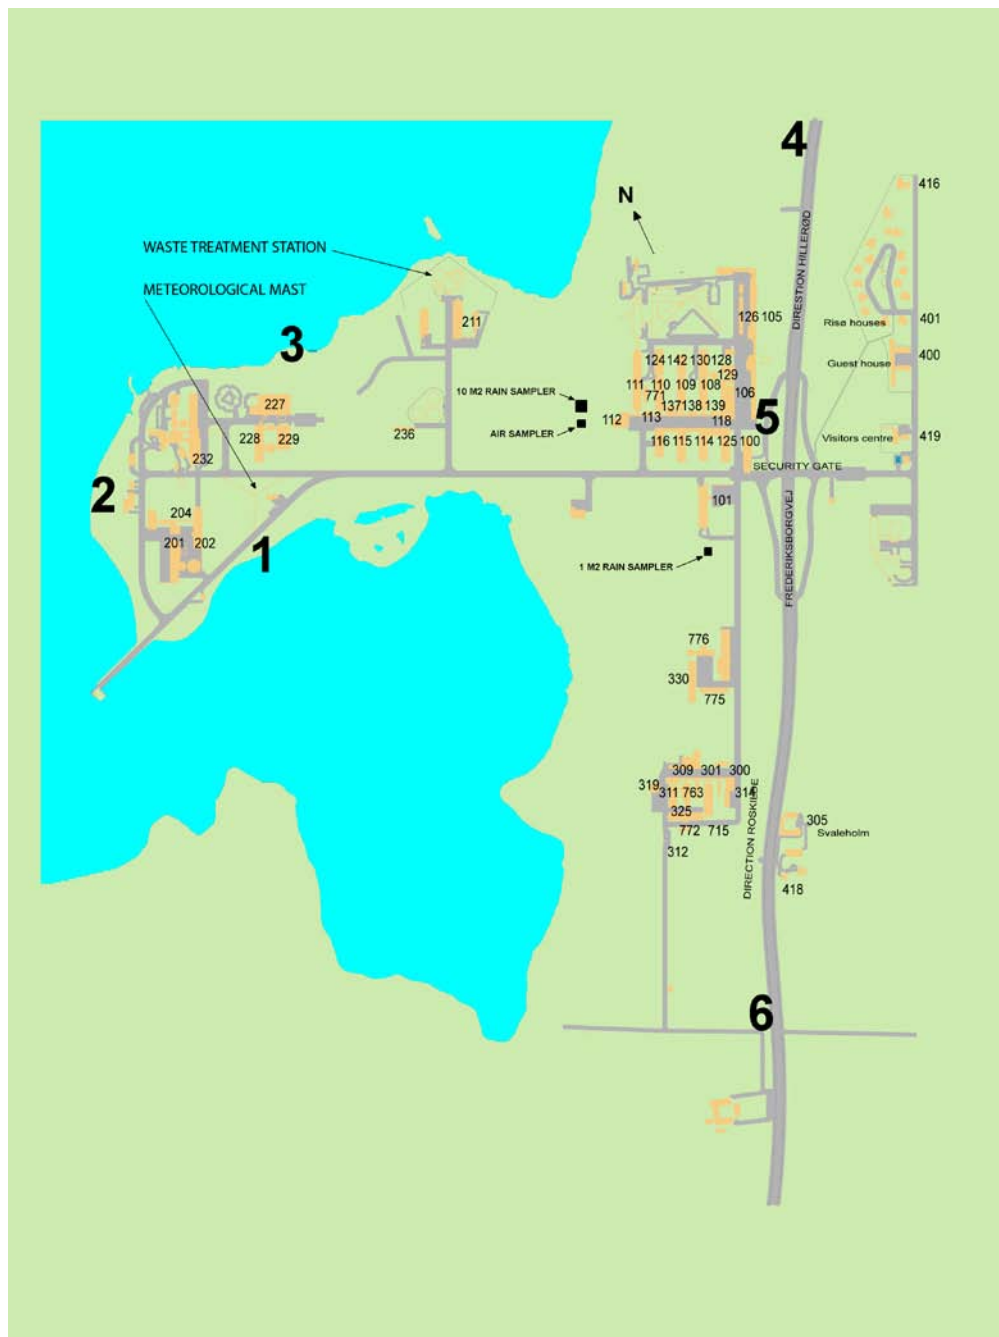 4
416
N
WASTE TREATMENT STATION
DIRESTION HILLERØD
METEOROLOGICAL MAST
211
126 105
401
Risø houses
3
124 142 130 128
400
Guest house
129
111 110 109 108
10 M2 RAIN SAMPLER
771
106
227
137 138 139
113
118
5
112
AIR SAMPLER
236
228 229
116 115 114 125 100
Visitors centre
419
232
SECURITY GATE
2
101
204
FREDERIKSBORGVEJ
201 202
1
1 M2 RAIN SAMPLER
776
330
775
309 301 300
319
311 763
314
325
DIRECTION ROSKILDE
772 715
305
Svaleholm
312
418
6